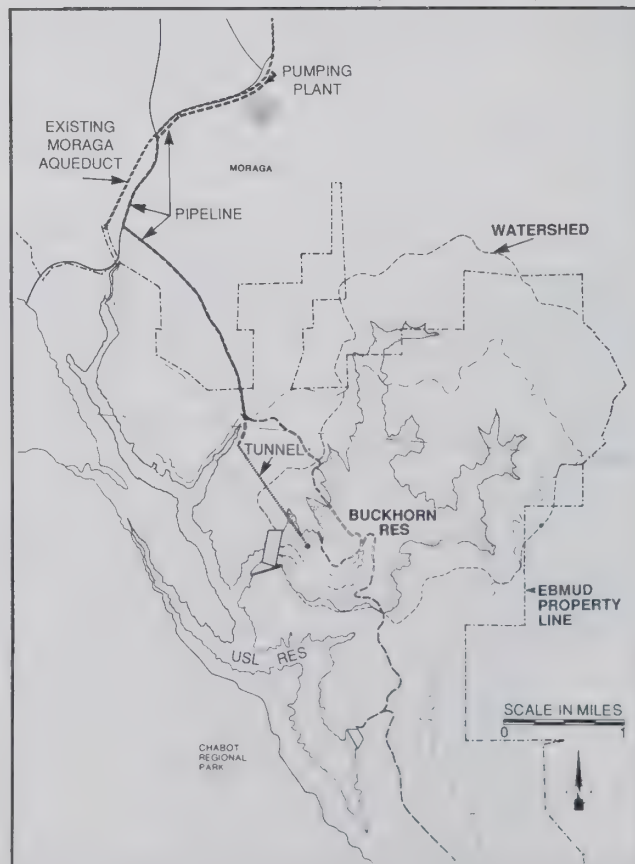 PUMPING
PLANT
EXISTING
MORAGA
AQUEDUCT
MORAGA
PIPELINE
WATERSHED
TUNNEL
BUCKHORN
RES
EBMUD
PROPERTY
LINE
USL RES
SCALE IN MILES
0 1
CHABOT
REGIONAL
PARK